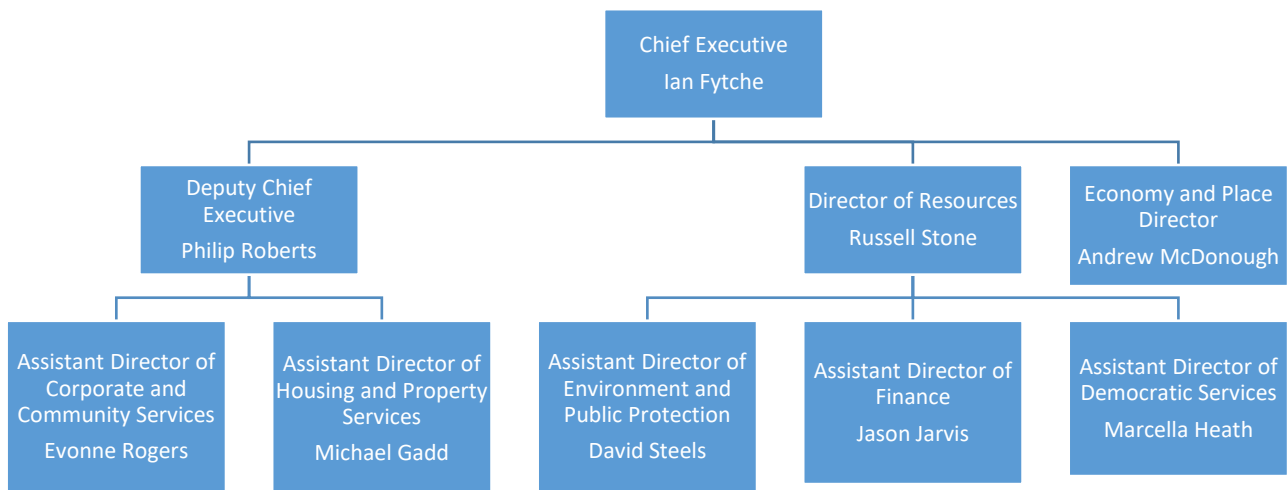 Chief Executive
Ian Fytche
Deputy Chief
Executive
Philip Roberts
Director of Resources
Russell Stone
Economy and Place
Director
Andrew McDonough
Assistant Director of
Corporate and
Community Services
Evonne Rogers
Assistant Director of
Housing and Property
Services
Michael Gadd
Assistant Director of
Environment and
Public Protection
David Steels
Assistant Director of
Finance
Jason Jarvis
Assistant Director of
Democratic Services
Marcella Heath